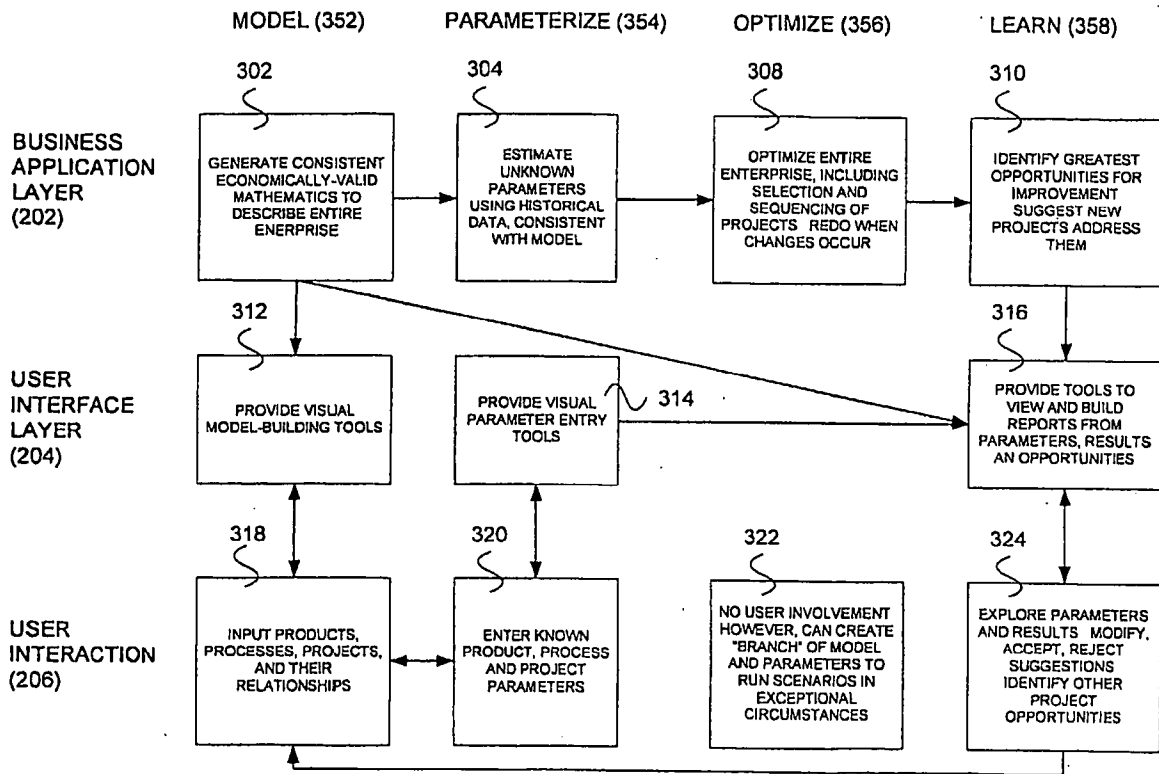 MODEL (352)
PARAMETERIZE (354)
OPTIMIZE (356)
LEARN (358)
302
304
308
310
BUSINESS
APPLICATION
LAYER
(202)
GENERATE CONSISTENT
ECONOMICALLY-VALID
MATHEMATICS TO
DESCRIBE ENTIRE
ENERPRISE
ESTIMATE
UNKNOWN
PARAMETERS
USING HISTORICAL
DATA, CONSISTENT
WITH MODEL
OPTIMIZE ENTIRE
ENTERPRISE, INCLUDING
SELECTION AND
SEQUENCING OF
PROJECTS REDO WHEN
CHANGES OCCUR
IDENTIFY GREATEST
OPPORTUNITIES FOR
IMPROVEMENT
SUGGEST NEW
PROJECTS ADDRESS
THEM
312
314
316
USER
INTERFACE
LAYER
(204)
PROVIDE VISUAL
MODEL-BUILDING TOOLS
PROVIDE VISUAL
PARAMETER ENTRY
TOOLS
PROVIDE TOOLS TO
VIEW AND BUILD
REPORTS FROM
PARAMETERS, RESULTS
AN OPPORTUNITIES
318
320
322
324
USER
INTERACTION
(206)
INPUT PRODUCTS,
PROCESSES, PROJECTS,
AND THEIR
RELATIONSHIPS
ENTER KNOWN
PRODUCT, PROCESS
AND PROJECT
PARAMETERS
NO USER INVOLVEMENT
HOWEVER, CAN CREATE
"BRANCH" OF MODEL
AND PARAMETERS TO
RUN SCENARIOS IN
EXCEPTIONAL
CIRCUMSTANCES
EXPLORE PARAMETERS
AND RESULTS MODIFY,
ACCEPT, REJECT
SUGGESTIONS
IDENTIFY OTHER
PROJECT
OPPORTUNITIES